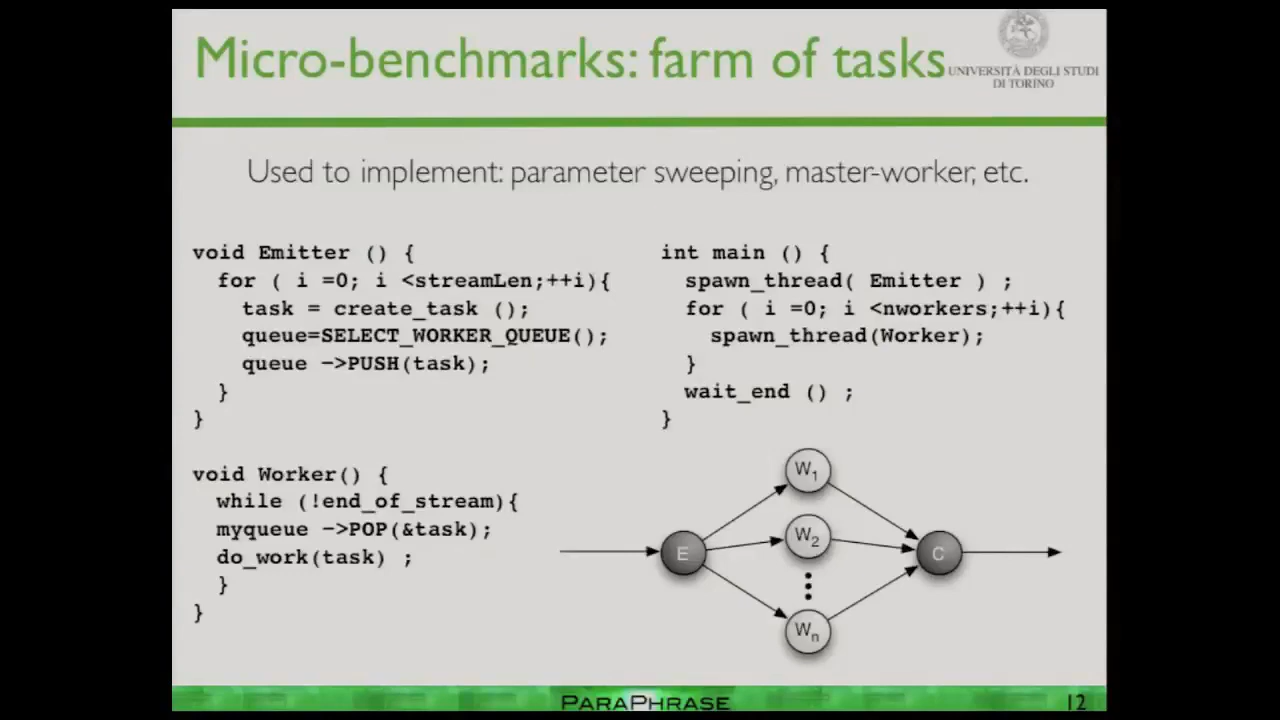 Micro-benchmarks: farm of tasks
UNIVERSITÀ DEGLI STUDI
DI TORINO
Used to implement: parameter sweeping, master-worker, etc.
void Emitter () {
for ( i =0; i <streamLen;++i){
task = create_task ();
queue=SELECT_WORKER_QUEUE();
queue ->PUSH(task);
}
}
void Worker() {
while (!end_of_stream){
myqueue ->POP(&task);
do_work(task) ;
}
}
int main () {
spawn_thread( Emitter ) ;
for ( i =0; i <nworkers;++i){
spawn_thread(Worker);
}
wait_end () ;
}
W1
E
W2
C
Wn
PARAPHRASE
12